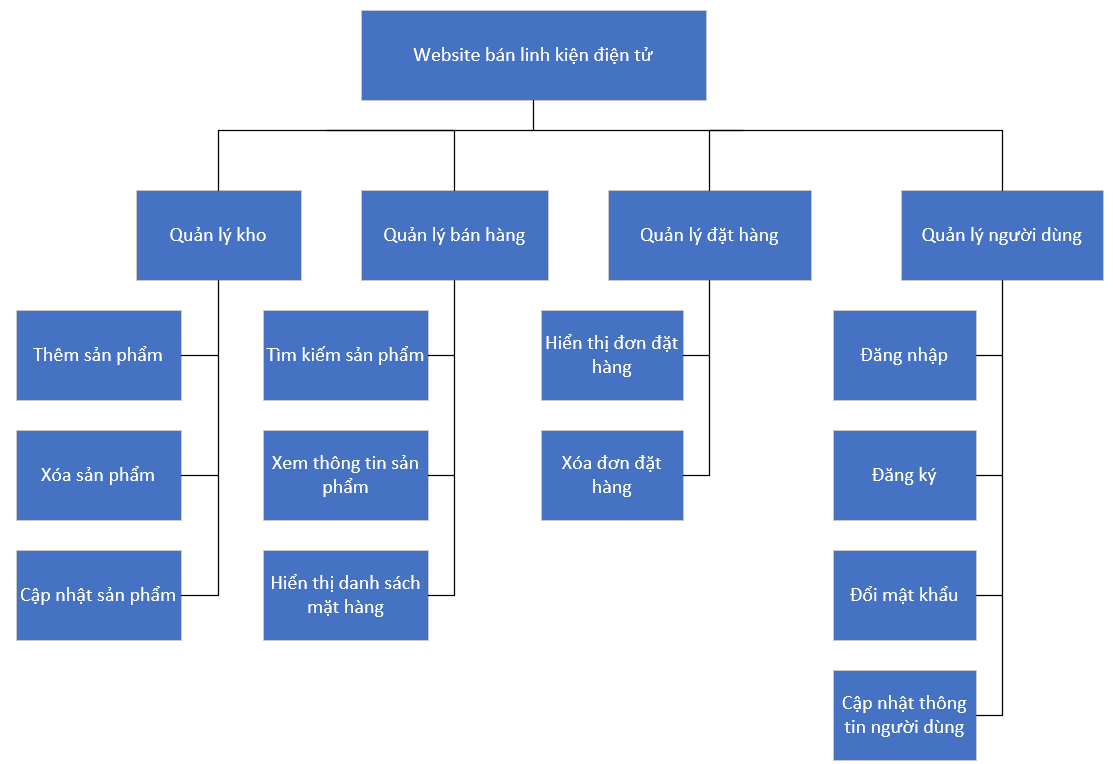 Website bán linh kiện điện tử
Quản lý kho
Quản lý bán hàng
Quản lý đặt hàng
Quản lý người dùng
Thêm sản phẩm
Xóa sản phẩm
Cập nhật sản phẩm
Tìm kiếm sản phẩm
Xem thông tin sản
phẩm
Hiển thị danh sách
mặt hàng
Hiển thị đơn đặt
hàng
Xóa đơn đặt
hàng
Đăng nhập
Đăng ký
Đổi mật khẩu
Cập nhật thông
tin người dùng